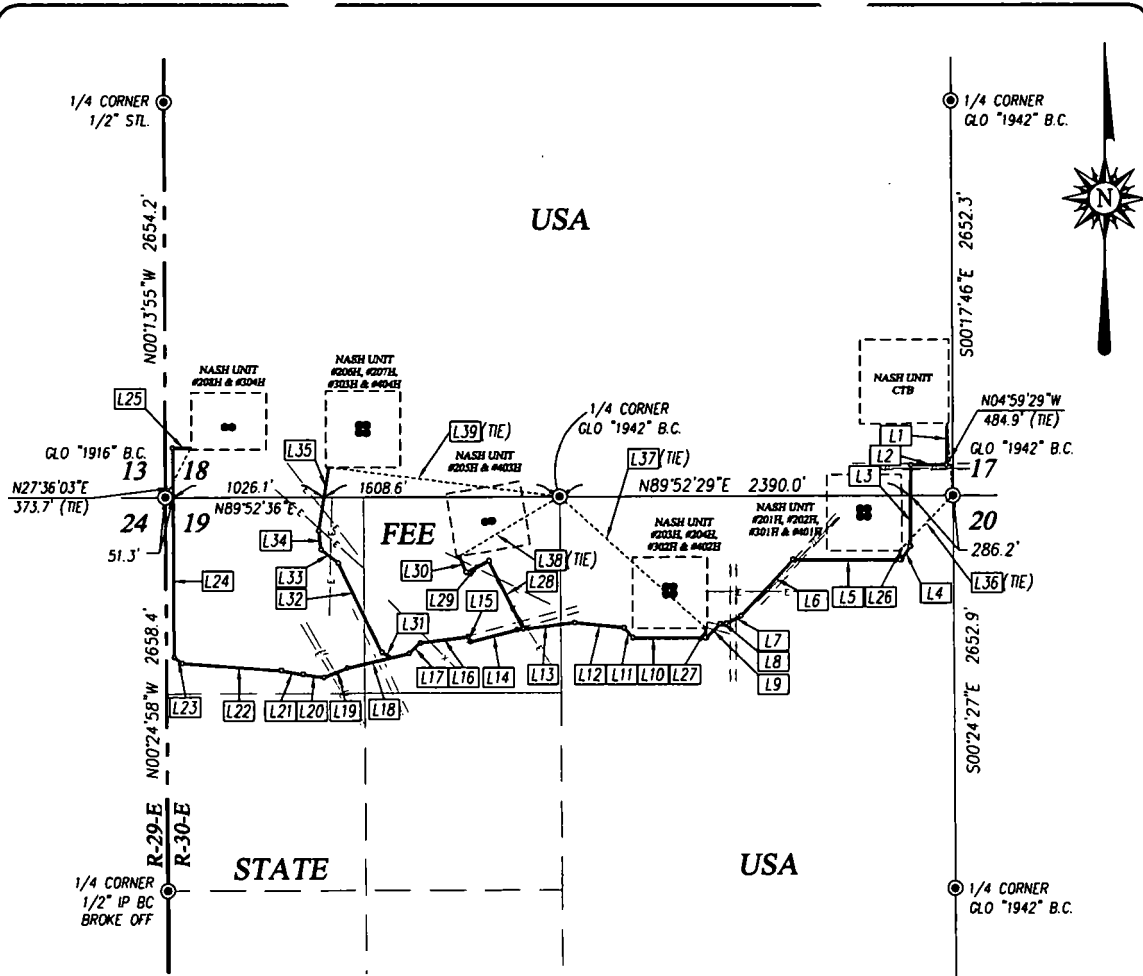 1/4 CORNER
1/2" STL.
1/4 CORNER
GLO "1942" B.C.
N00°13'55"W 2654.2'
USA
S00°17'46"E 2652.3'
N
NASH UNIT
#208H & #304H
NASH UNIT
#206H, #207H,
#303H & #404H
NASH UNIT
CTB
L25
L35
L39 (TIE)
1/4 CORNER
GLO "1942" B.C.
L1
L2
L3
N04°59'29"W
484.9' (TIE)
GLO "1942" B.C.
GLO "1916" B.C.
13 18
17
NASH UNIT
#205H & #403H
L37 (TIE)
N27°36'03"E
373.7' (TIE)
1026.1' 1608.6'
N89°52'36"E
N89°52'29"E 2390.0'
24 19
20
51.3'
FEE
NASH UNIT
#203H, #204H,
#302H & #402H
NASH UNIT
#201H, #202H,
#301H & #401H
286.2'
L34
L38 (TIE)
L36 (TIE)
L33
L30
L28
L24
L32
L29
L15
L6
L5
L26
L4
L31
L7
L8
L9
L23
L22
L21
L20
L19
L18
L17
L16
L14
L13
L12
L11
L10
L27
N00°24'58"W 2658.4'
S00°24'27"E 2652.9'
R-29-E
R-30-E
STATE
USA
1/4 CORNER
1/2" IP BC
BROKE OFF
1/4 CORNER
GLO "1942" B.C.